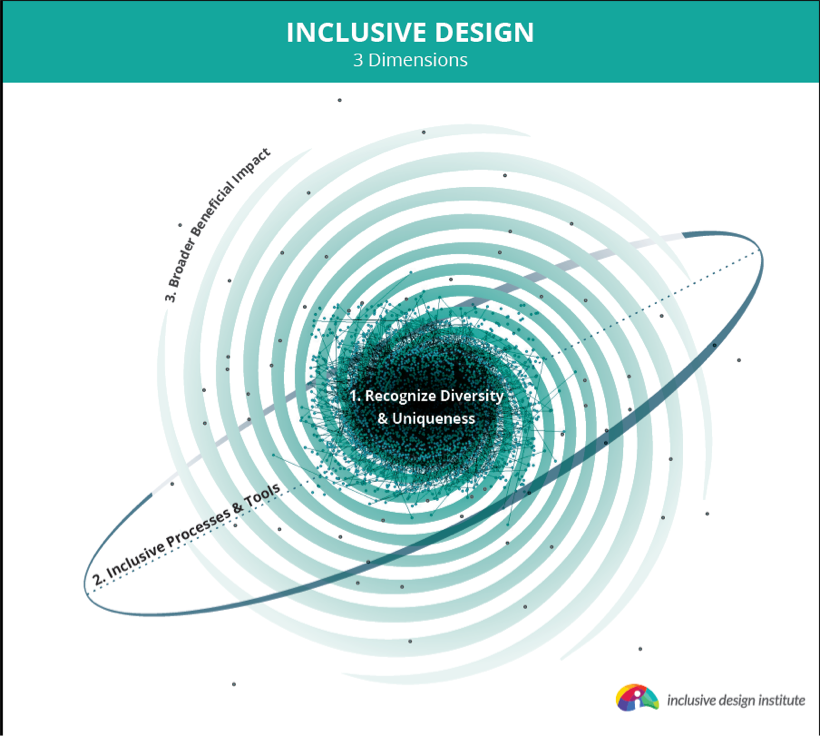 INCLUSIVE DESIGN
3 Dimensions
3. Broader Beneficial Impact
1. Recognize Diversity
& Uniqueness
2. Inclusive Processes & Tools
inclusive design institute